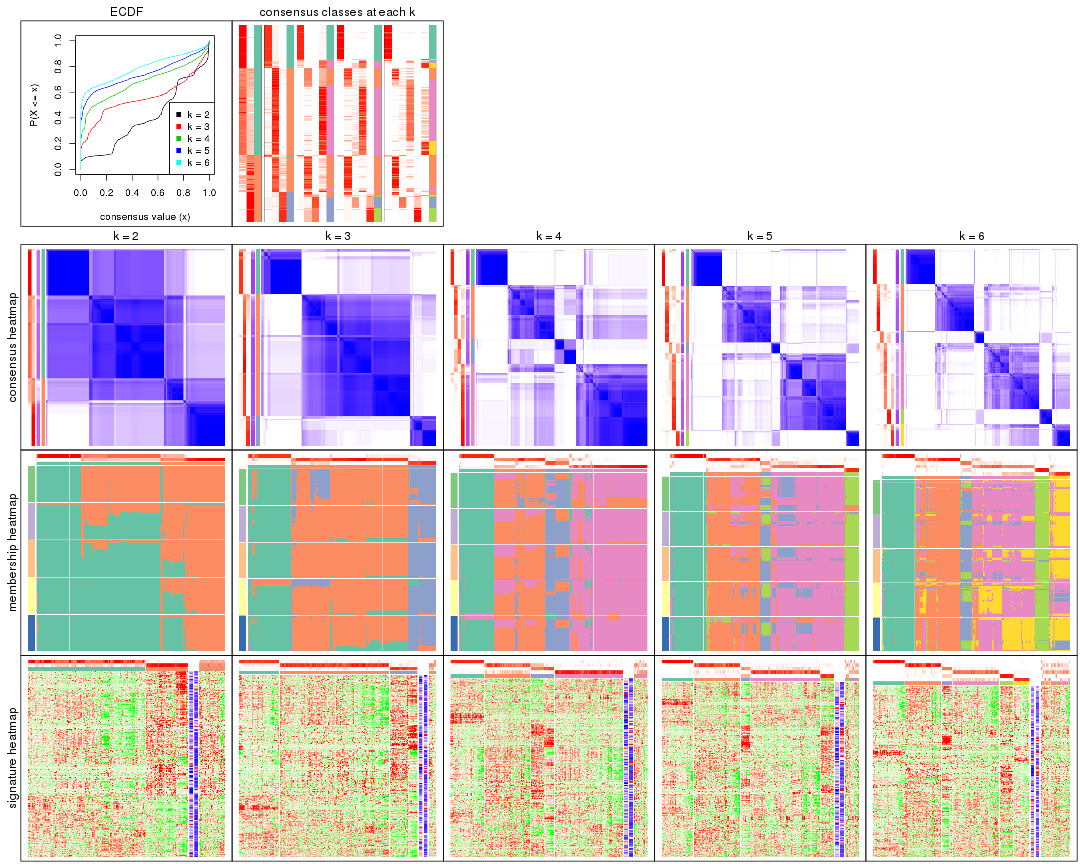 ECDF
consensus classes at each k
P(X <= x)
1.0
0.8
0.6
0.4
0.2
0.0
k = 2
k = 3
k = 4
k = 5
k = 6
0.0 0.2 0.4 0.6 0.8 1.0
consensus value (x)
k = 2
k = 3
k = 4
k = 5
k = 6
consensus heatmap
membership heatmap
signature heatmap